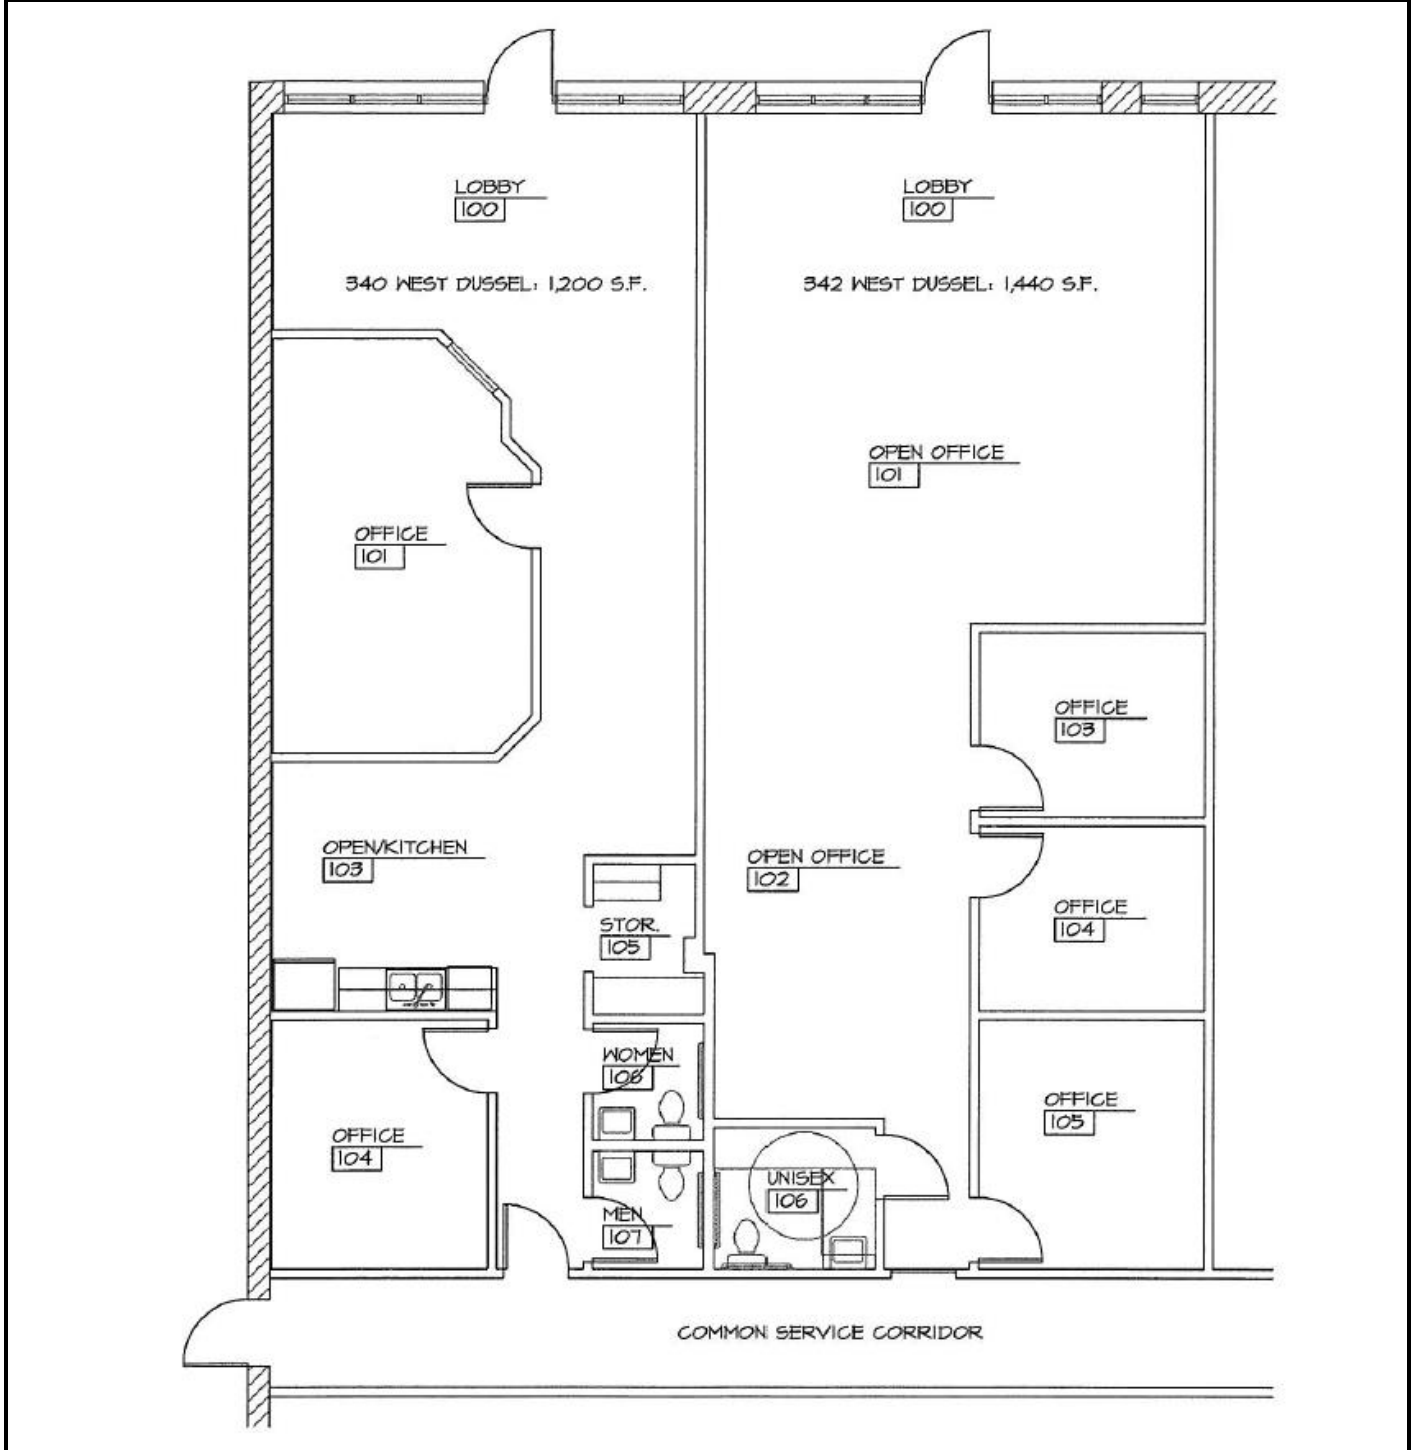 LOBBY
100
340 WEST DUSSEL: 1,200 S.F.
LOBBY
100
342 WEST DUSSEL: 1,440 S.F.
OPEN OFFICE
101
OFFICE
101
OFFICE
103
OPEN/KITCHEN
103
OPEN OFFICE
102
OFFICE
104
STOR.
105
WOMEN
106
OFFICE
105
OFFICE
104
UNISEX
106
MEN
107
COMMON SERVICE CORRIDOR